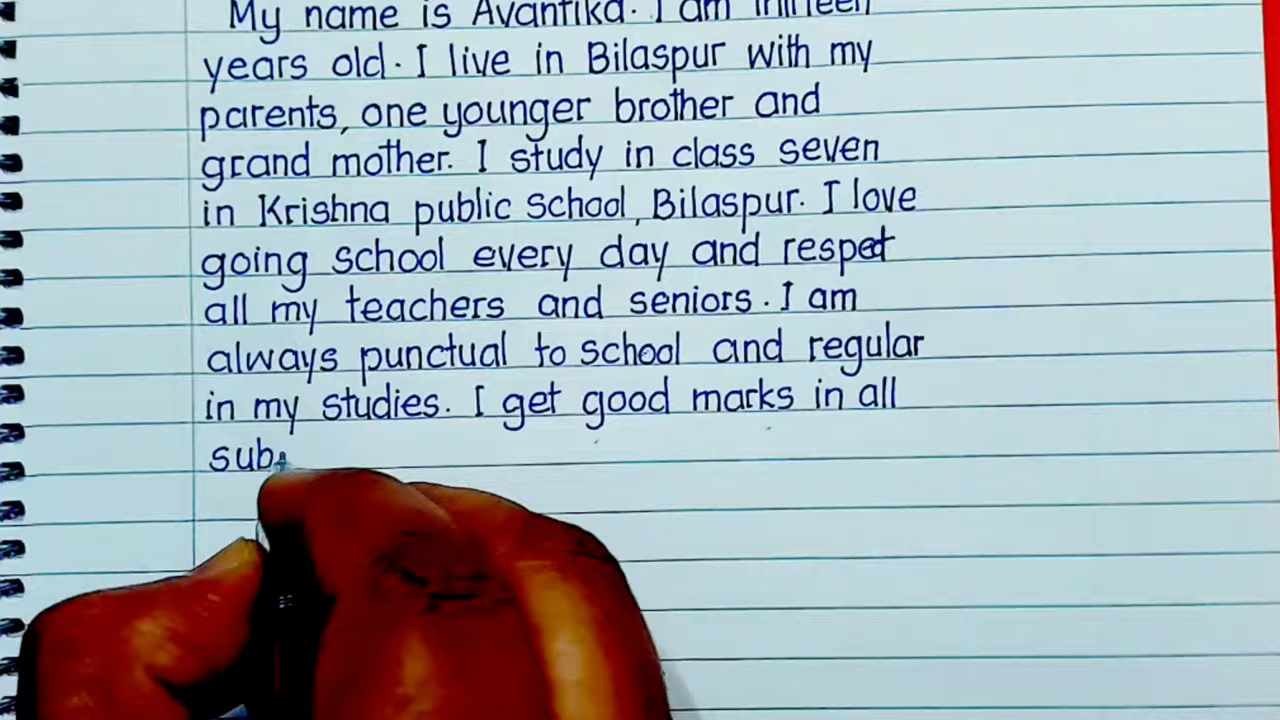 My name is Avantika. I am thirteen
years old. I live in Bilaspur with my
parents, one younger brother and
grand mother. I study in class seven
in Krishna public school, Bilaspur. I love
going school every day and respect
all my teachers and seniors. I am
always punctual to school and regular
in my studies. I get good marks in all
sub